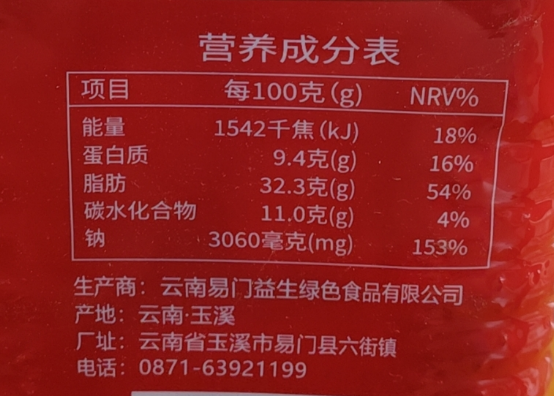 营养成分表
项目 每100克(g) NRV%
能量 1542千焦(kJ) 18%
蛋白质 9.4克(g) 16%
脂肪 32.3克(g) 54%
碳水化合物 11.0克(g) 4%
钠 3060毫克(mg) 153%
生产商：云南易门益生绿色食品有限公司
产地：云南·玉溪
厂址：云南省玉溪市易门县六街镇
电话：0871-63921199